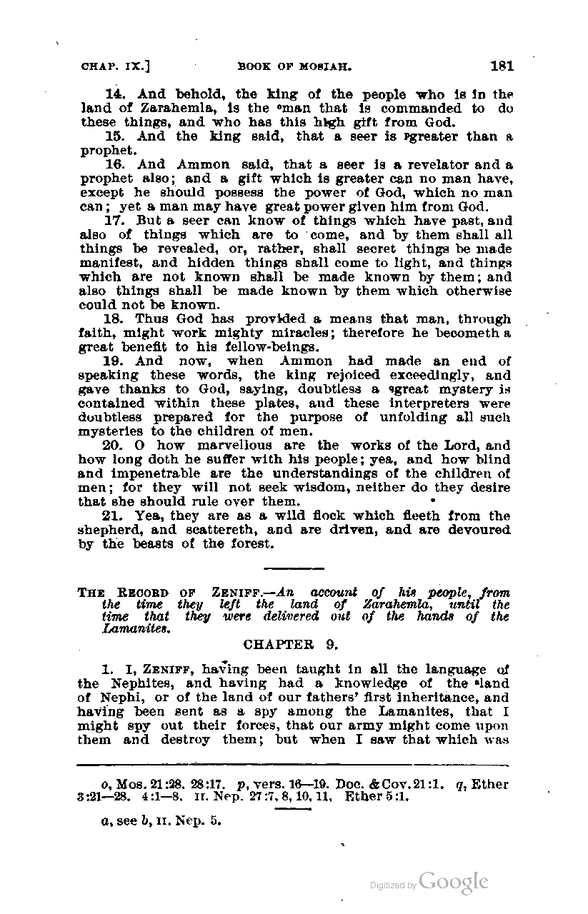 CHAP. IX.] BOOK OF MOSIAH. 181
14. And behold, the king of the people who is in the
land of Zarahemla, is the oman that is commanded to do
these things, and who has this high gift from God.
15. And the king said, that a seer is pgreater than a
prophet.
16. And Ammon said, that a seer is a revelator and a
prophet also; and a gift which is greater can no man have,
except he should possess the power of God, which no man
can; yet a man may have great power given him from God.
17. But a seer can know of things which have past, and
also of things which are to come, and by them shall all
things be revealed, or, rather, shall secret things be made
manifest, and hidden things shall come to light, and things
which are not known shall be made known by them; and
also things shall be made known by them which otherwise
could not be known.
18. Thus God has provided a means that man, through
faith, might work mighty miracles; therefore he becometh a
great benefit to his fellow-beings.
19. And now, when Ammon had made an end of
speaking these words, the king rejoiced exceedingly, and
gave thanks to God, saying, doubtless a qgreat mystery is
contained within these plates, and these interpreters were
doubtless prepared for the purpose of unfolding all such
mysteries to the children of men.
20. O how marvellous are the works of the Lord, and
how long doth he suffer with his people; yea, and how blind
and impenetrable are the understandings of the children of
men; for they will not seek wisdom, neither do they desire
that she should rule over them.
21. Yea, they are as a wild flock which fleeth from the
shepherd, and scattereth, and are driven, and are devoured
by the beasts of the forest.
THE RECORD OF ZENIFF.—An account of his people, from
the time they left the land of Zarahemla, until the
time that they were delivered out of the hands of the
Lamanites.
CHAPTER 9.
1. I, ZENIFF, having been taught in all the language of
the Nephites, and having had a knowledge of the aland
of Nephi, or of the land of our fathers' first inheritance, and
having been sent as a spy among the Lamanites, that I
might spy out their forces, that our army might come upon
them and destroy them; but when I saw that which was
o, Mos. 21:28. 28:17. p, vers. 16—19. Doc. & Cov. 21:1. q, Ether
3:21—28. 4:1—8. II. Nep. 27:7, 8, 10, 11. Ether 5:1.
a, see b, II. Nep. 5.
Digitized by Google